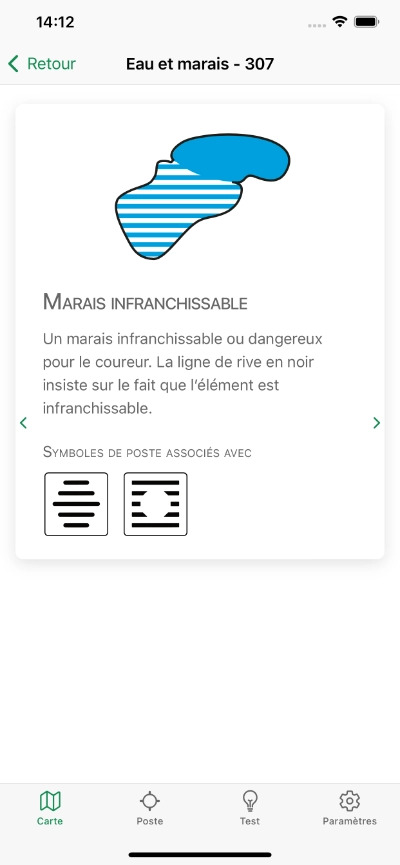 14:12
Retour
Eau et marais - 307
Marais infranchissable
Un marais infranchissable ou dangereux
pour le coureur. La ligne de rive en noir
insiste sur le fait que l'élément est
infranchissable.
Symboles de poste associés avec
Carte
Poste
Test
Paramètres